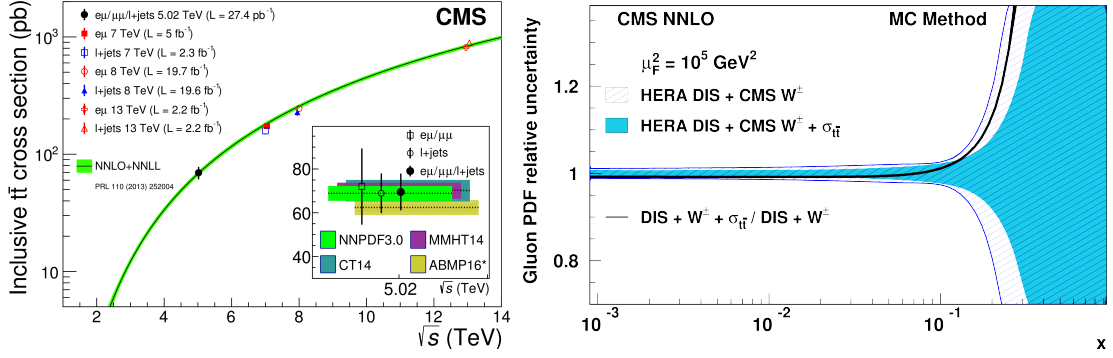 Inclusive tt̄ cross section (pb)
CMS
eμ/μμ/l+jets 5.02 TeV (L = 27.4 pb⁻¹)
eμ 7 TeV (L = 5 fb⁻¹)
l+jets 7 TeV (L = 2.3 fb⁻¹)
eμ 8 TeV (L = 19.7 fb⁻¹)
l+jets 8 TeV (L = 19.6 fb⁻¹)
eμ 13 TeV (L = 2.2 fb⁻¹)
l+jets 13 TeV (L = 2.2 fb⁻¹)
NNLO+NNLL
PRL 110 (2013) 252004
10³
10²
10
2 4 6 8 10 12 14
√s (TeV)
eμ/μμ
l+jets
eμ/μμ/l+jets
80
60
40
NNPDF3.0
MMHT14
CT14
ABMP16*
5.02
√s (TeV)
Gluon PDF relative uncertainty
CMS NNLO
MC Method
μ²F = 10⁵ GeV²
HERA DIS + CMS W±
HERA DIS + CMS W± + σtt̄
DIS + W± + σtt̄ / DIS + W±
1.2
1
0.8
10⁻³
10⁻²
10⁻¹
x